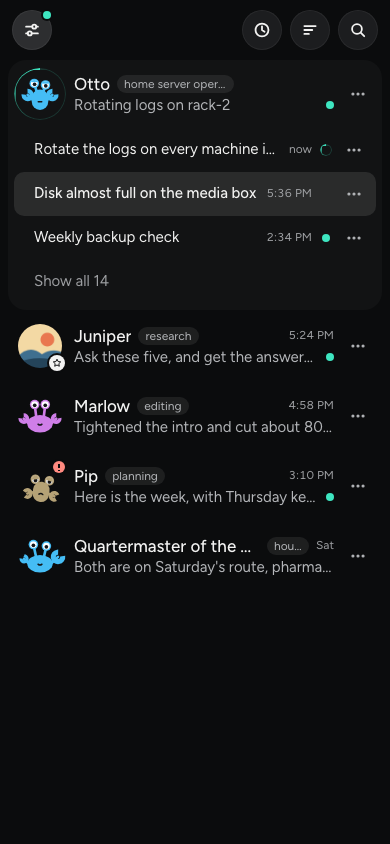 Otto home server oper...
Rotating logs on rack-2
Rotate the logs on every machine i... now
Disk almost full on the media box 5:36 PM
Weekly backup check 2:34 PM
Show all 14
Juniper research 5:24 PM
Ask these five, and get the answer...
Marlow editing 4:58 PM
Tightened the intro and cut about 80...
Pip planning 3:10 PM
Here is the week, with Thursday ke...
Quartermaster of the ... hou... Sat
Both are on Saturday's route, pharma...